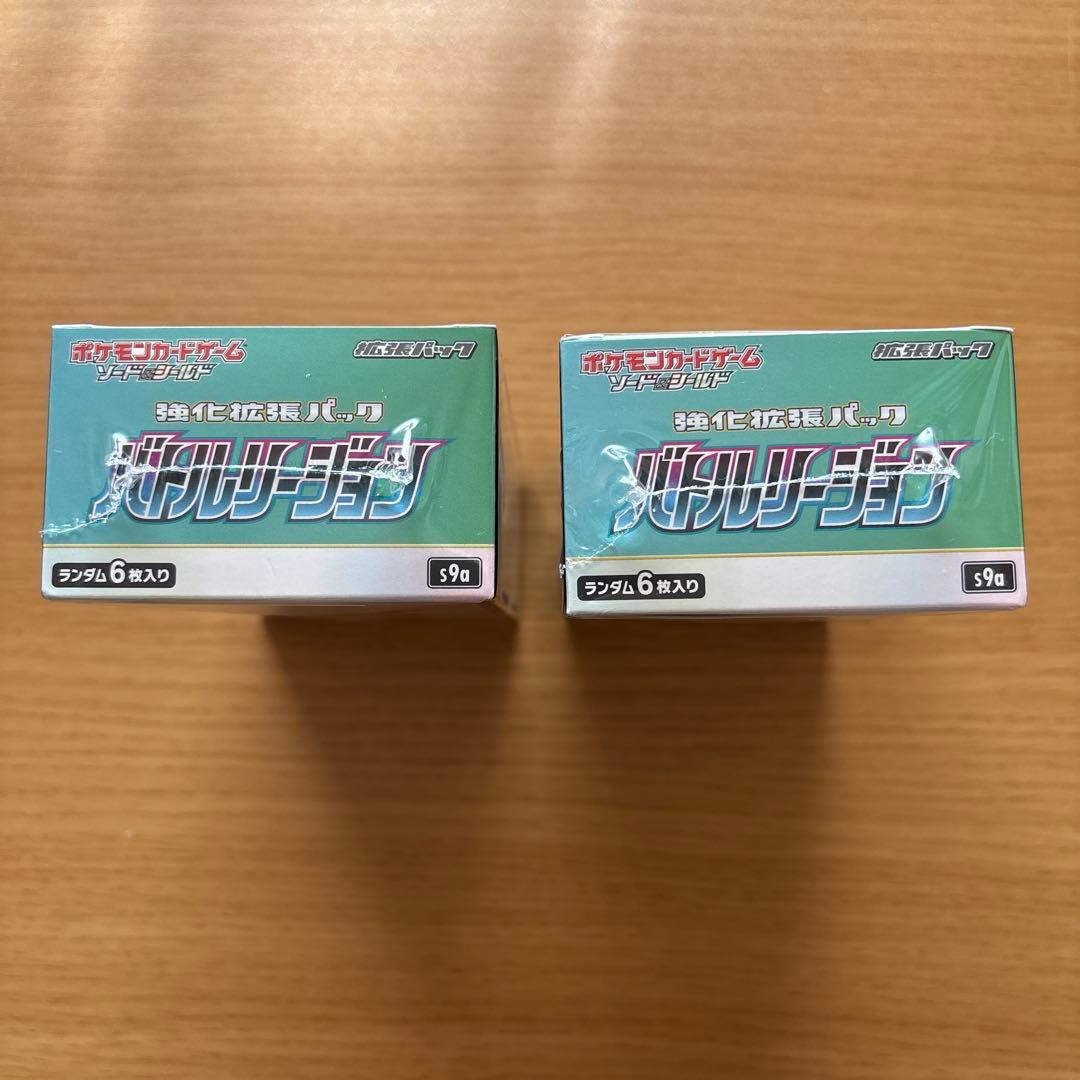 ポケモンカードゲーム
ソード&シールド
拡張パック
強化拡張パック
バトルリージョン
ランダム6枚入り
s9a
ポケモンカードゲーム
ソード&シールド
拡張パック
強化拡張パック
バトルリージョン
ランダム6枚入り
s9a